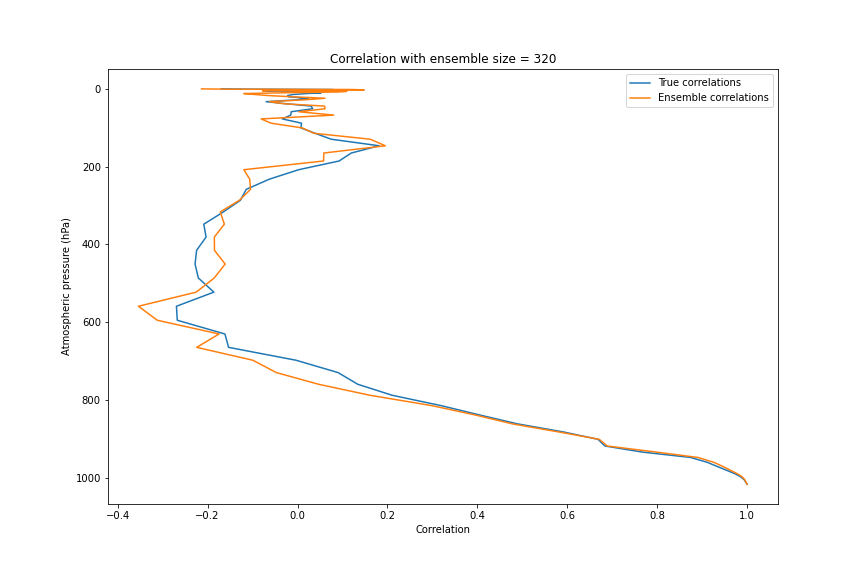 Correlation with ensemble size = 320
True correlations
Ensemble correlations
Atmospheric pressure (hPa)
0
200
400
600
800
1000
−0.4
−0.2
0.0
0.2
0.4
0.6
0.8
1.0
Correlation